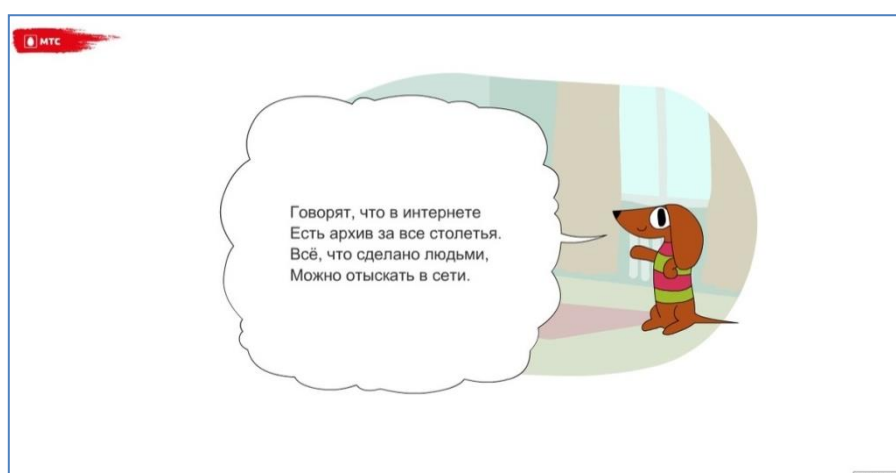 МТС
Говорят, что в интернете
Есть архив за все столетья.
Всё, что сделано людьми,
Можно отыскать в сети.